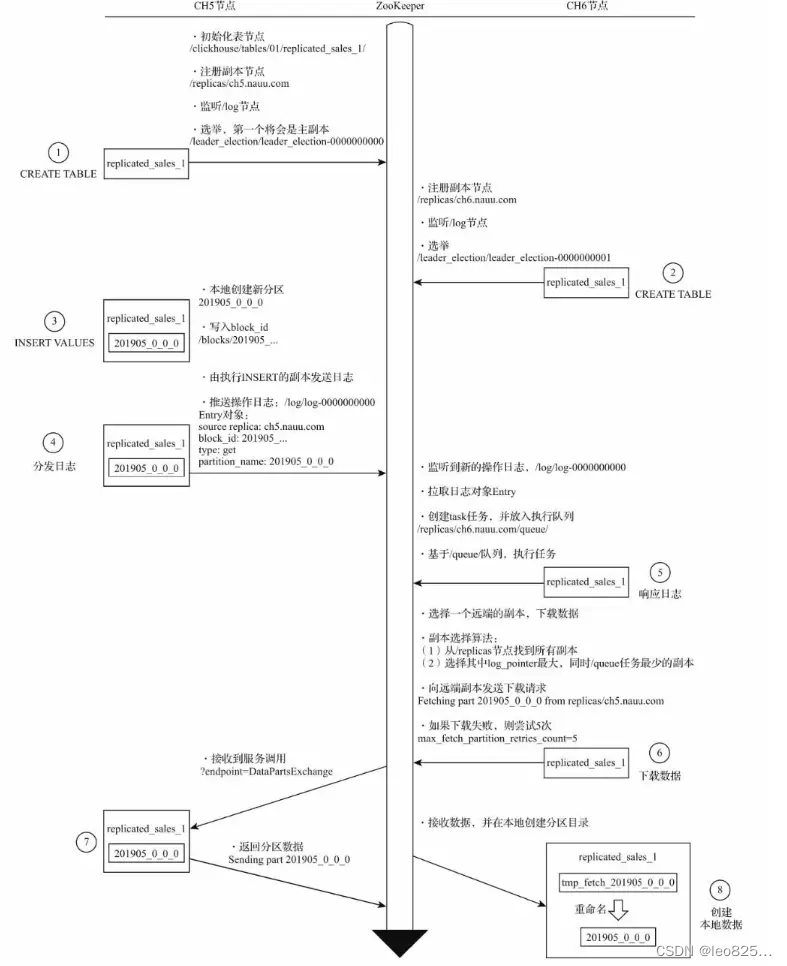 CH5节点
ZooKeeper
CH6节点
·初始化表节点
/clickhouse/tables/01/replicated_sales_1/
·注册副本节点
/replicas/ch5.nauu.com
·监听/log节点
·选举，第一个将会是主副本
/leader_election/leader_election-0000000000
1
CREATE TABLE
replicated_sales_1
·注册副本节点
/replicas/ch6.nauu.com
·监听/log节点
·选举
/leader_election/leader_election-0000000001
replicated_sales_1
2
CREATE TABLE
·本地创建新分区
201905_0_0_0
·写入block_id
/blocks/201905_...
3
INSERT VALUES
replicated_sales_1
201905_0_0_0
·由执行INSERT的副本发送日志
·推送操作日志：/log/log-0000000000
Entry对象：
source replica: ch5.nauu.com
block_id: 201905_...
type: get
partition_name: 201905_0_0_0
4
分发日志
replicated_sales_1
201905_0_0_0
·监听到新的操作日志，/log/log-0000000000
·拉取日志对象Entry
·创建task任务，并放入执行队列
/replicas/ch6.nauu.com/queue/
·基于/queue/队列，执行任务
replicated_sales_1
5
响应日志
·选择一个远端的副本，下载数据
·副本选择算法：
（1）从/replicas节点找到所有副本
（2）选择其中log_pointer最大，同时/queue任务最少的副本
·向远端副本发送下载请求
Fetching part 201905_0_0_0 from replicas/ch5.nauu.com
·如果下载失败，则尝试5次
max_fetch_partition_retries_count=5
replicated_sales_1
6
下载数据
·接收到服务调用
?endpoint=DataPartsExchange
7
replicated_sales_1
201905_0_0_0
·返回分区数据
Sending part 201905_0_0_0
·接收数据，并在本地创建分区目录
replicated_sales_1
tmp_fetch_201905_0_0_0
重命名
201905_0_0_0
8
创建
本地数据
CSDN @leo825...